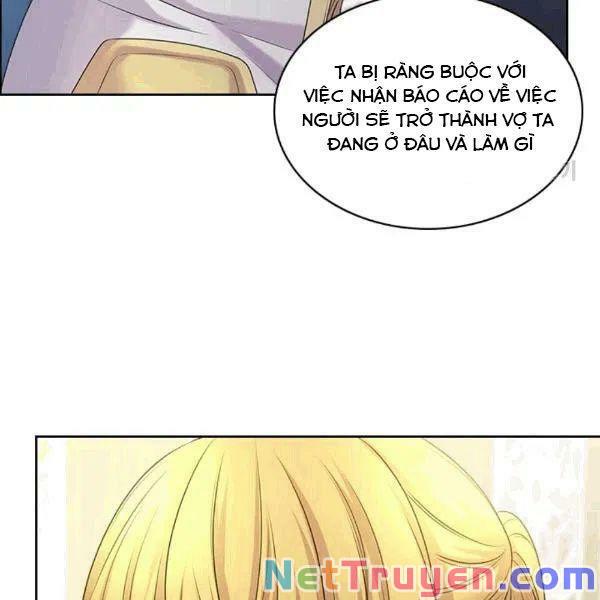 TA BỊ RÀNG BUỘC VỚI
VIỆC NHẬN BÁO CÁO VỀ VIỆC
NGƯỜI SẼ TRỞ THÀNH VỢ TA
ĐANG Ở ĐÂU VÀ LÀM GÌ
NetTruyen.com